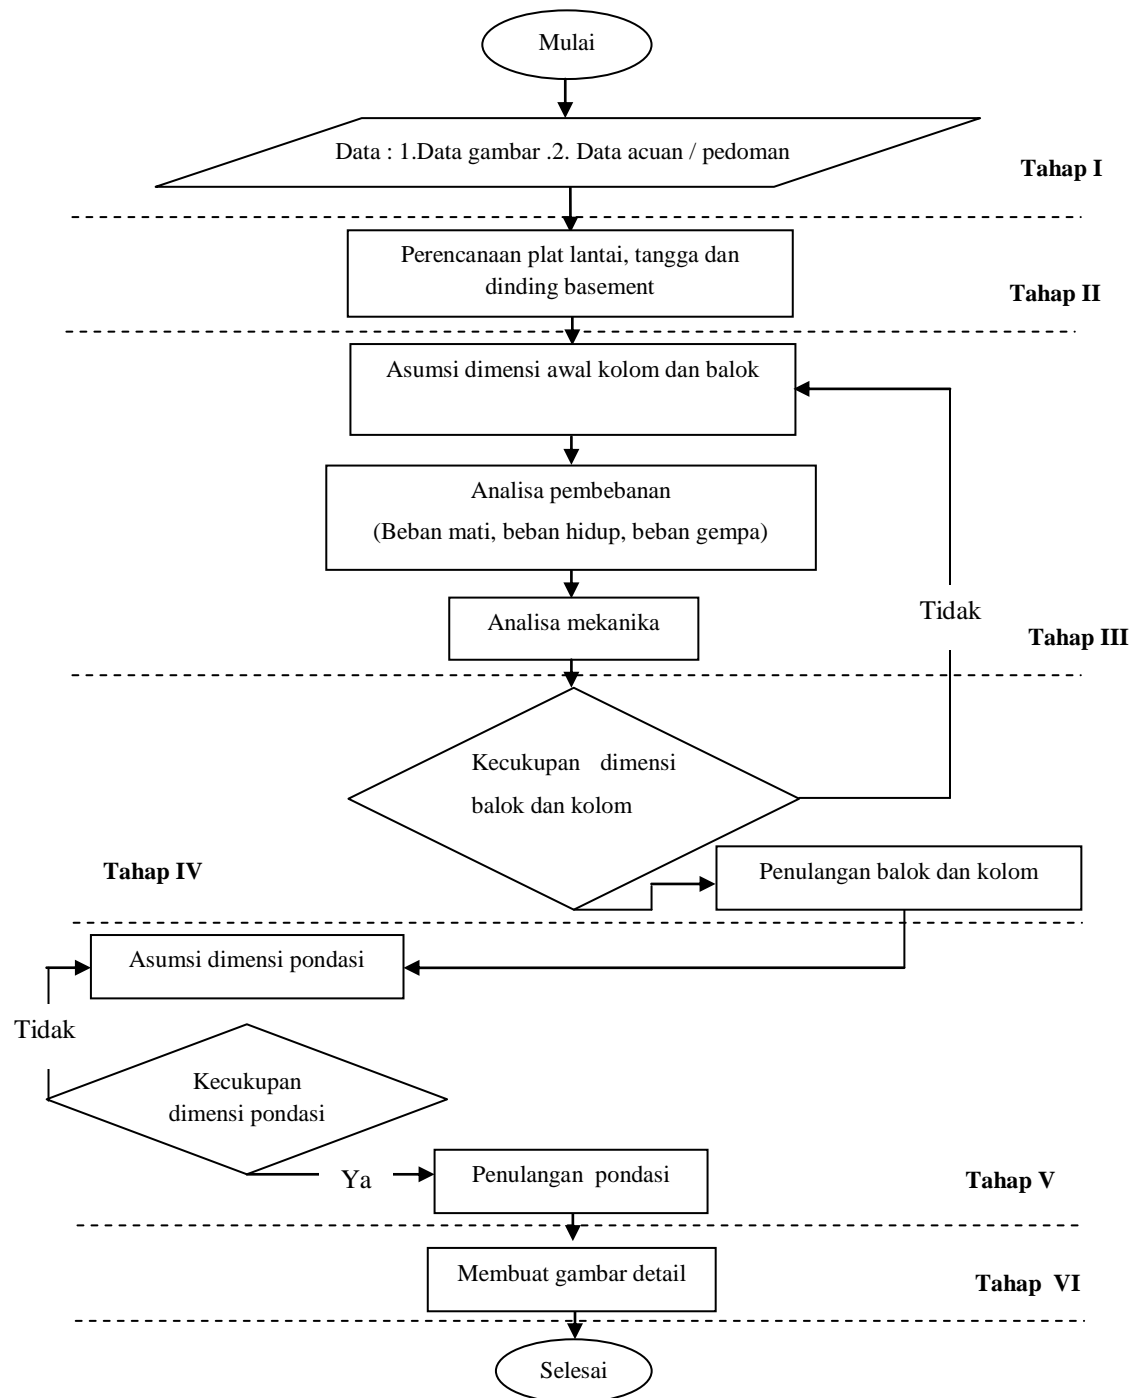 Mulai
Data : 1.Data gambar .2. Data acuan / pedoman
Tahap I
Perencanaan plat lantai, tangga dan
dinding basement
Tahap II
Asumsi dimensi awal kolom dan balok
Analisa pembebanan
(Beban mati, beban hidup, beban gempa)
Tidak
Analisa mekanika
Tahap III
Kecukupan dimensi
balok dan kolom
Tahap IV
Penulangan balok dan kolom
Asumsi dimensi pondasi
Tidak
Kecukupan
dimensi pondasi
Ya
Penulangan pondasi
Tahap V
Membuat gambar detail
Tahap VI
Selesai